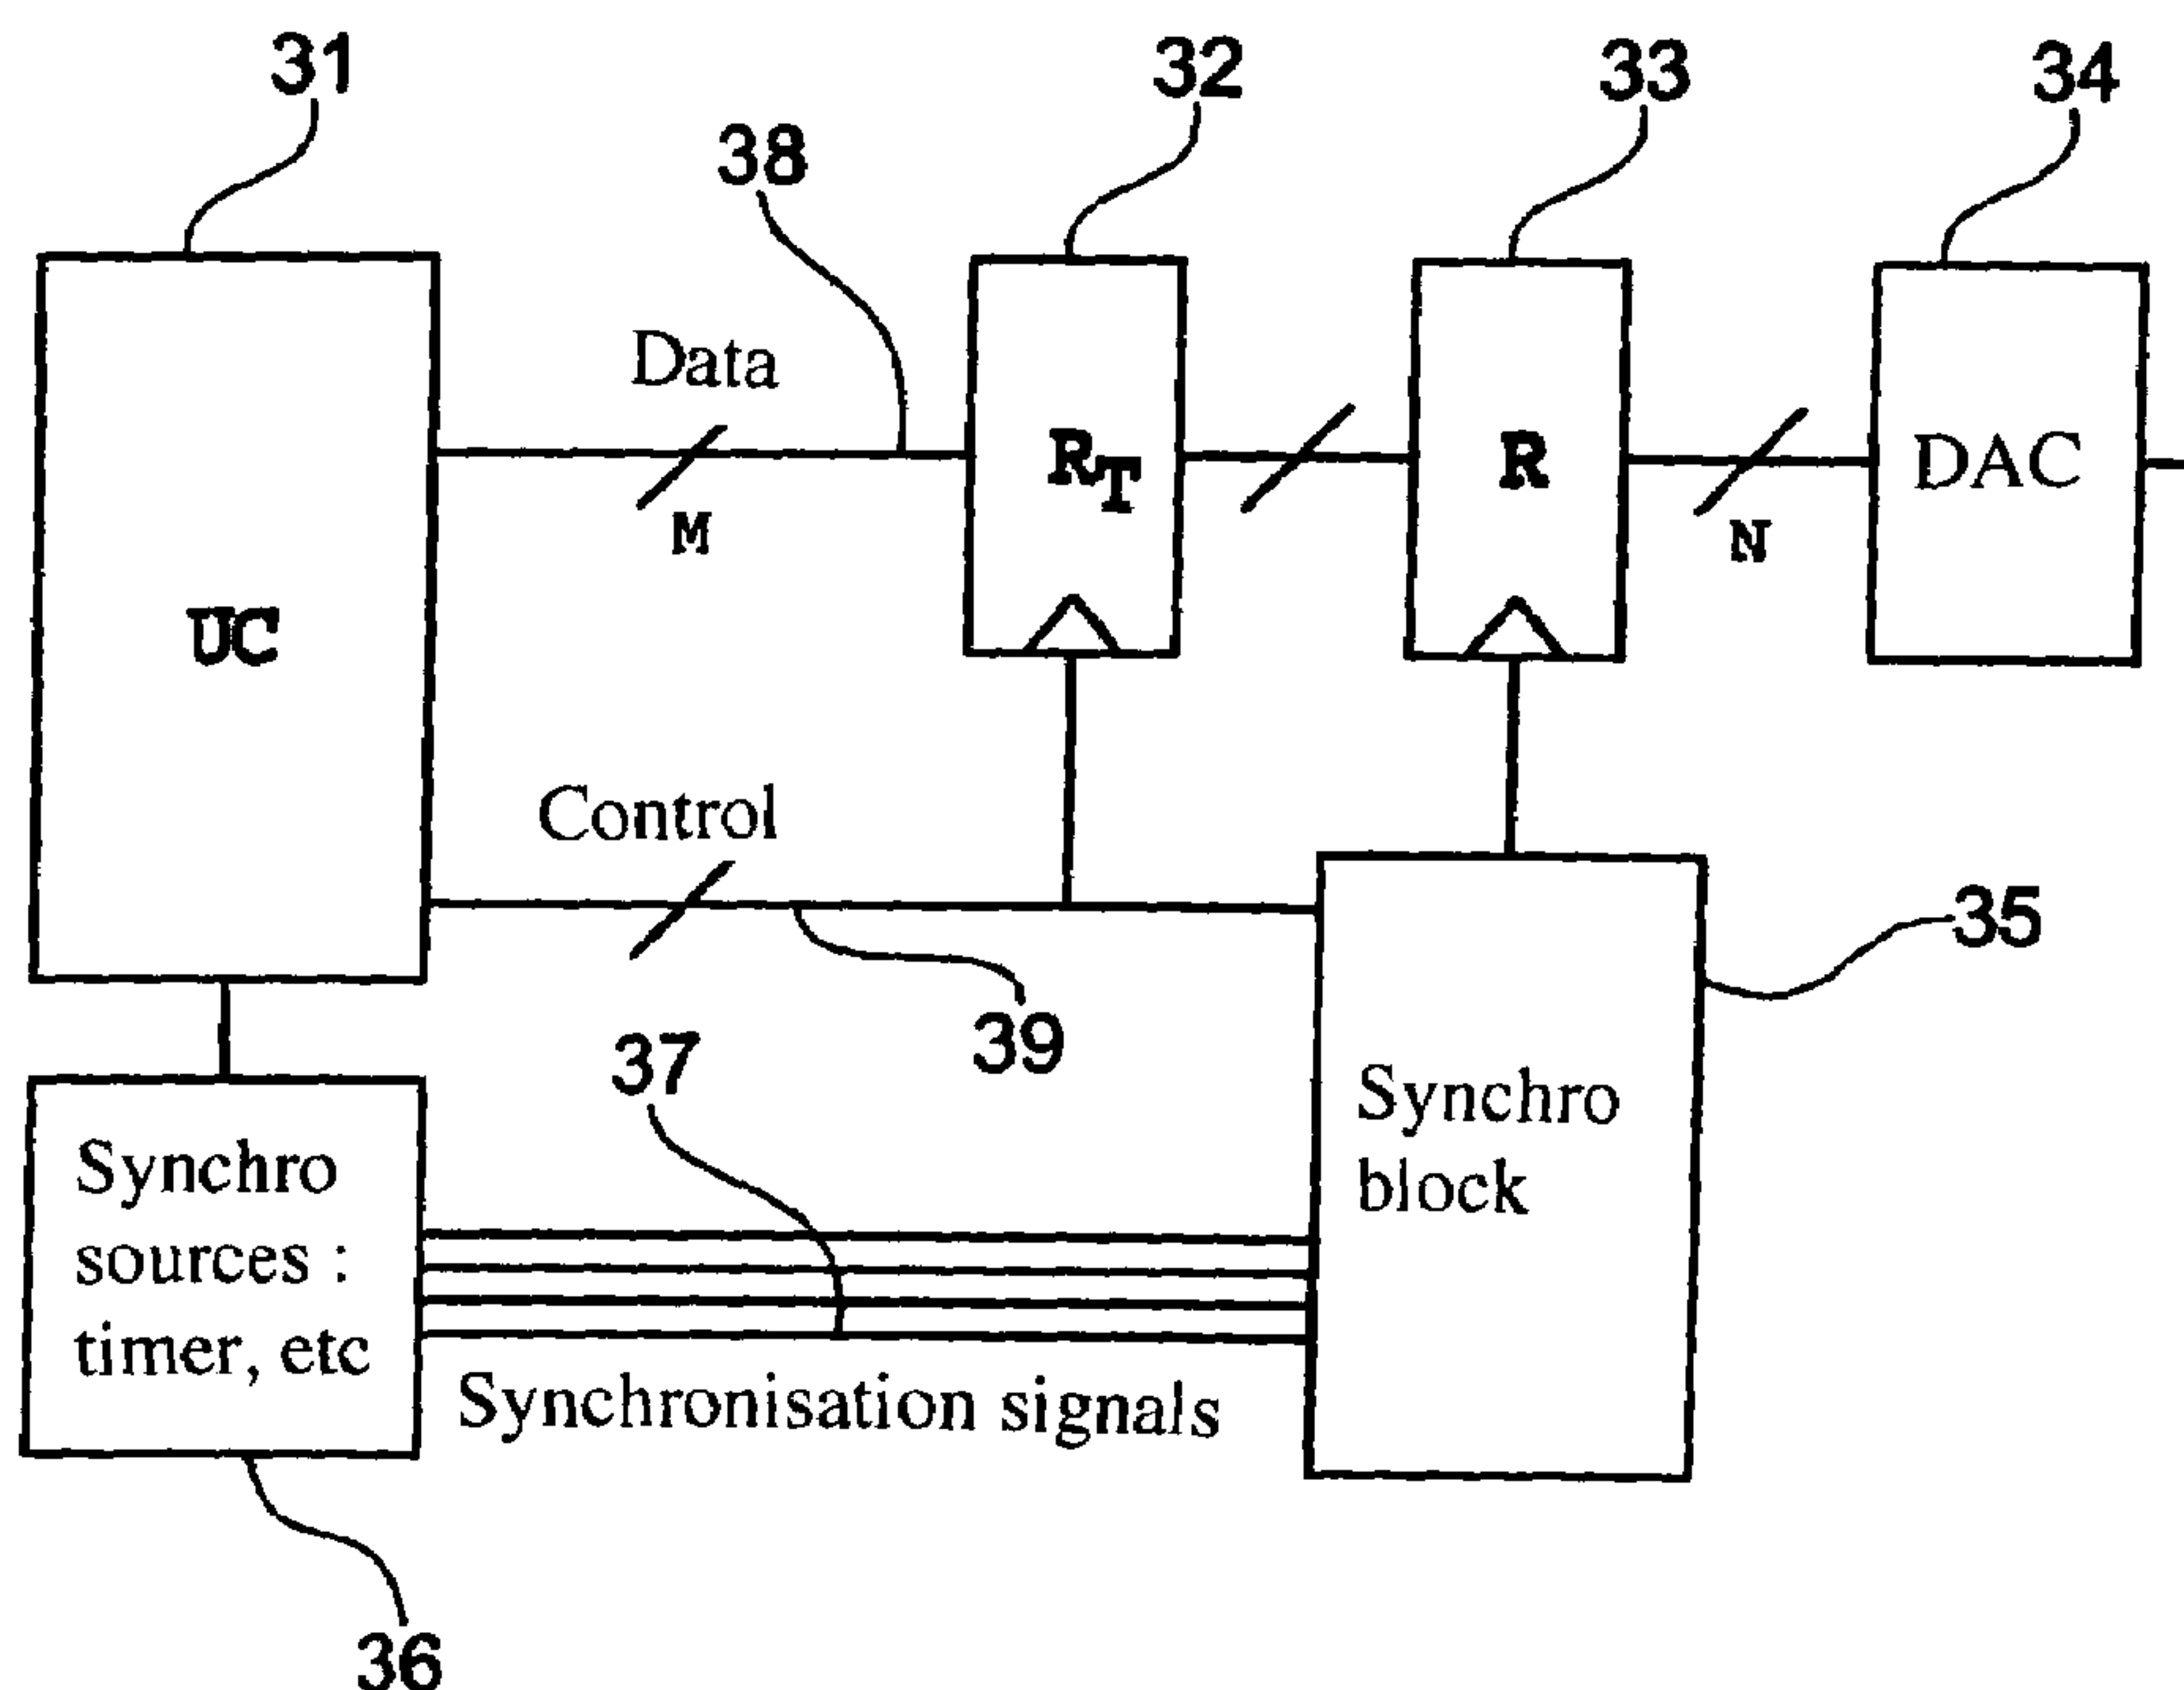 31
32
33
34
38
Data
M
R_T
R
N
DAC
UC
Control
39
35
37
Synchro
block
Synchro
sources :
timer, etc
Synchronisation signals
36